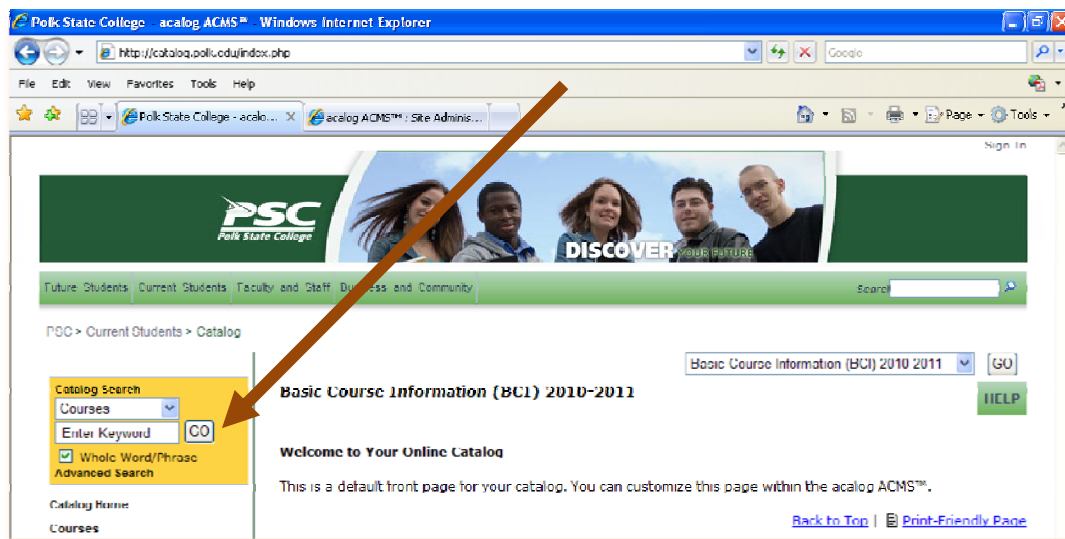 Polk State College - acalog ACMS™ - Windows Internet Explorer
http://catalog.polk.edu/index.php
Google
File Edit View Favorites Tools Help
Polk State College - acalo... X acalog ACMS™ : Site Adminis...
Page Tools
Sign In
PSC
Polk State College
DISCOVER YOUR FUTURE
Future Students Current Students Faculty and Staff Business and Community
Search
PSC > Current Students > Catalog
Basic Course Information (BCI) 2010 2011 GO
Catalog Search
Courses
Enter Keyword GO
Whole Word/Phrase
Advanced Search
Catalog Home
Courses
Basic Course Information (BCI) 2010-2011
HELP
Welcome to Your Online Catalog
This is a default front page for your catalog. You can customize this page within the acalog ACMS™.
Back to Top | Print-Friendly Page